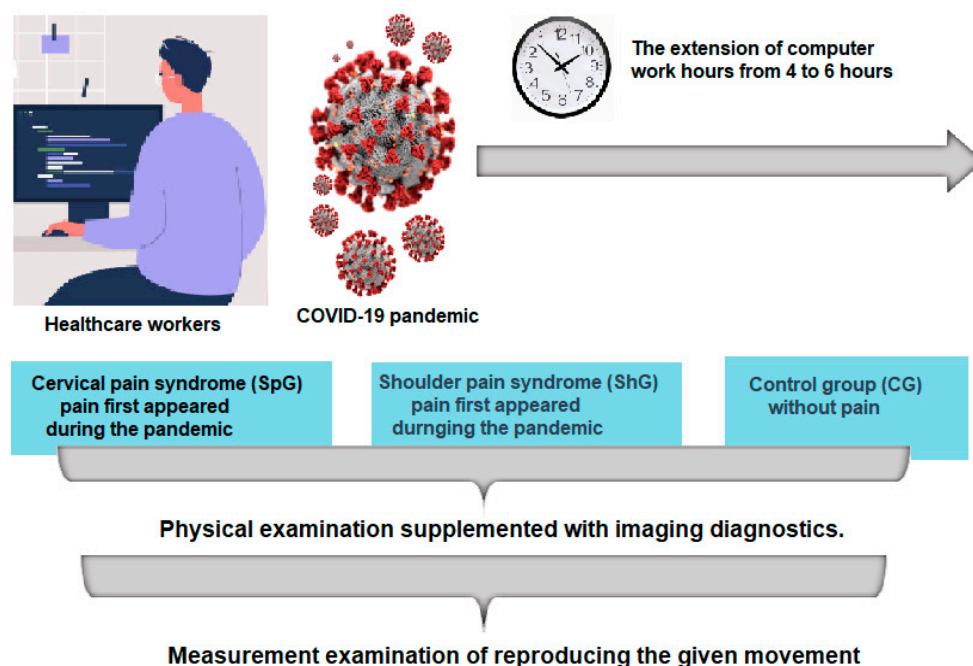 The extension of computer
work hours from 4 to 6 hours
Healthcare workers
COVID-19 pandemic
Cervical pain syndrome (SpG)
pain first appeared
during the pandemic
Shoulder pain syndrome (ShG)
pain first appeared
durnging the pandemic
Control group (CG)
without pain
Physical examination supplemented with imaging diagnostics.
Measurement examination of reproducing the given movement